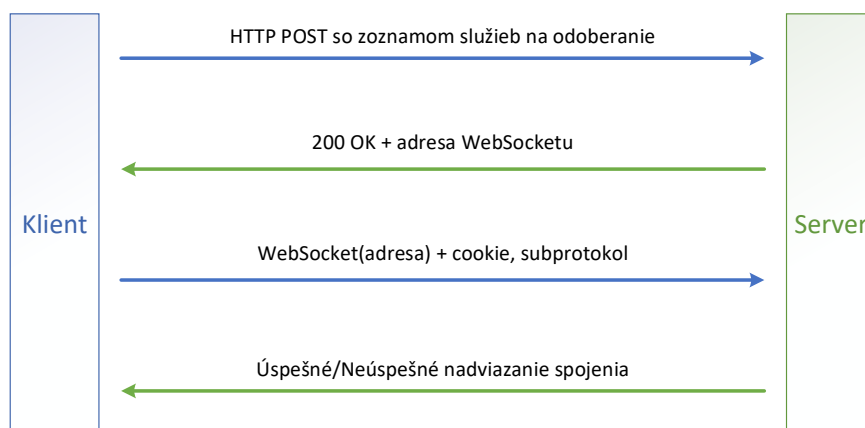 HTTP POST so zoznamom služieb na odoberanie
200 OK + adresa WebSocketu
Klient
Server
WebSocket(adresa) + cookie, subprotokol
Úspešné/Neúspešné nadviazanie spojenia